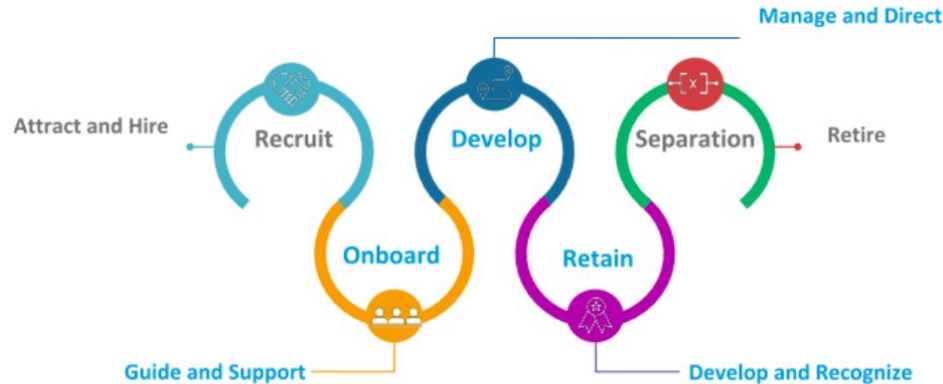 Manage and Direct
Attract and Hire
Recruit
Develop
Separation
Retire
Onboard
Retain
Guide and Support
Develop and Recognize